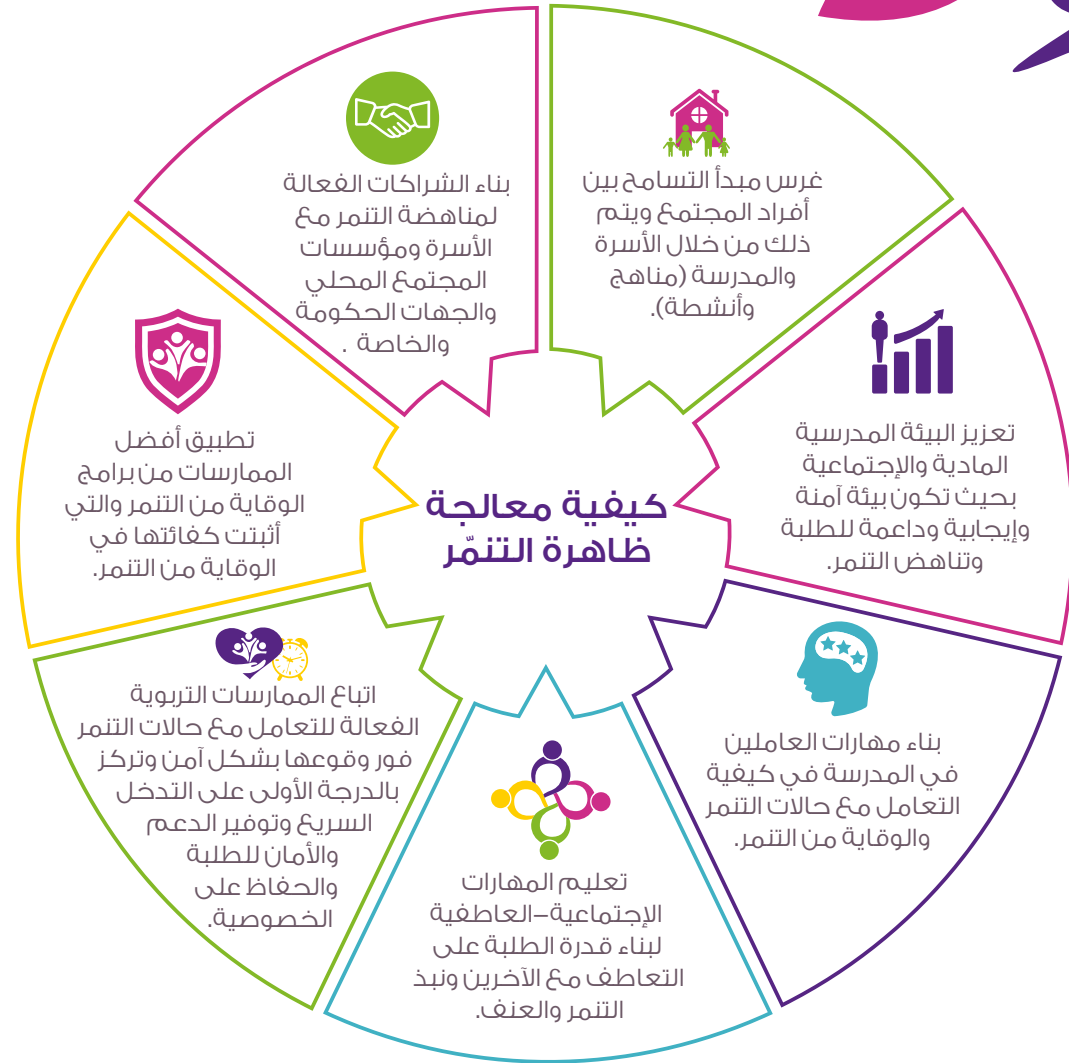 كيفية معالجة
ظاهرة التنمّر
غرس مبدأ التسامح بين
أفراد المجتمع ويتم
ذلك من خلال الأسرة
والمدرسة (مناهج
وأنشطة).
تعزيز البيئة المدرسية
المادية والإجتماعية
بحيث تكون بيئة آمنة
وإيجابية وداعمة للطلبة
وتناهض التنمر.
بناء مهارات العاملين
في المدرسة في كيفية
التعامل مع حالات التنمر
والوقاية من التنمر.
تعليم المهارات
الإجتماعية–العاطفية
لبناء قدرة الطلبة على
التعاطف مع الآخرين ونبذ
التنمر والعنف.
اتباع الممارسات التربوية
الفعالة للتعامل مع حالات التنمر
فور وقوعها بشكل آمن وتركز
بالدرجة الأولى على التدخل
السريع وتوفير الدعم
والأمان للطلبة
والحفاظ على
الخصوصية.
تطبيق أفضل
الممارسات من برامج
الوقاية من التنمر والتي
أثبتت كفائتها في
الوقاية من التنمر.
بناء الشراكات الفعالة
لمناهضة التنمر مع
الأسرة ومؤسسات
المجتمع المحلي
والجهات الحكومة
والخاصة .